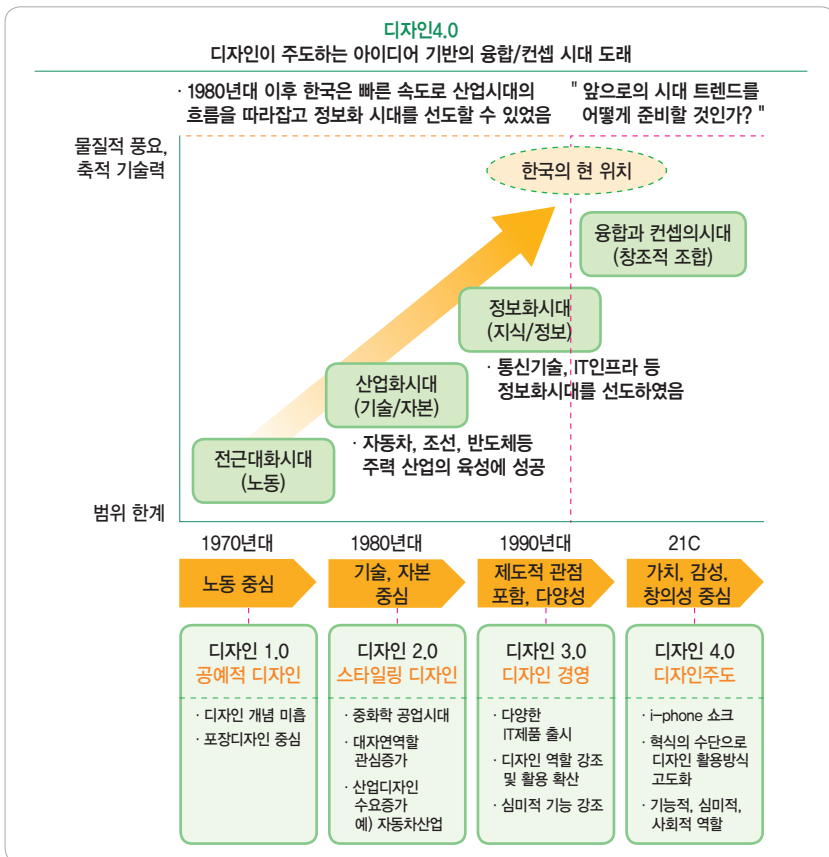 디자인4.0
디자인이 주도하는 아이디어 기반의 융합/컨셉 시대 도래
· 1980년대 이후 한국은 빠른 속도로 산업시대의
흐름을 따라잡고 정보화 시대를 선도할 수 있었음
" 앞으로의 시대 트렌드를
어떻게 준비할 것인가? "
물질적 풍요,
축적 기술력
한국의 현 위치
융합과 컨셉의시대
(창조적 조합)
정보화시대
(지식/정보)
· 통신기술, IT인프라 등
정보화시대를 선도하였음
산업화시대
(기술/자본)
· 자동차, 조선, 반도체등
주력 산업의 육성에 성공
전근대화시대
(노동)
범위 한계
1970년대
1980년대
1990년대
21C
노동 중심
기술, 자본
중심
제도적 관점
포함, 다양성
가치, 감성,
창의성 중심
디자인 1.0
공예적 디자인
· 디자인 개념 미흡
· 포장디자인 중심
디자인 2.0
스타일링 디자인
· 중화학 공업시대
· 대자연역할
관심증가
· 산업디자인
수요증가
예) 자동차산업
디자인 3.0
디자인 경영
· 다양한
IT제품 출시
· 디자인 역할 강조
및 활용 확산
· 심미적 기능 강조
디자인 4.0
디자인주도
· i-phone 쇼크
· 혁식의 수단으로
디자인 활용방식
고도화
· 기능적, 심미적,
사회적 역할